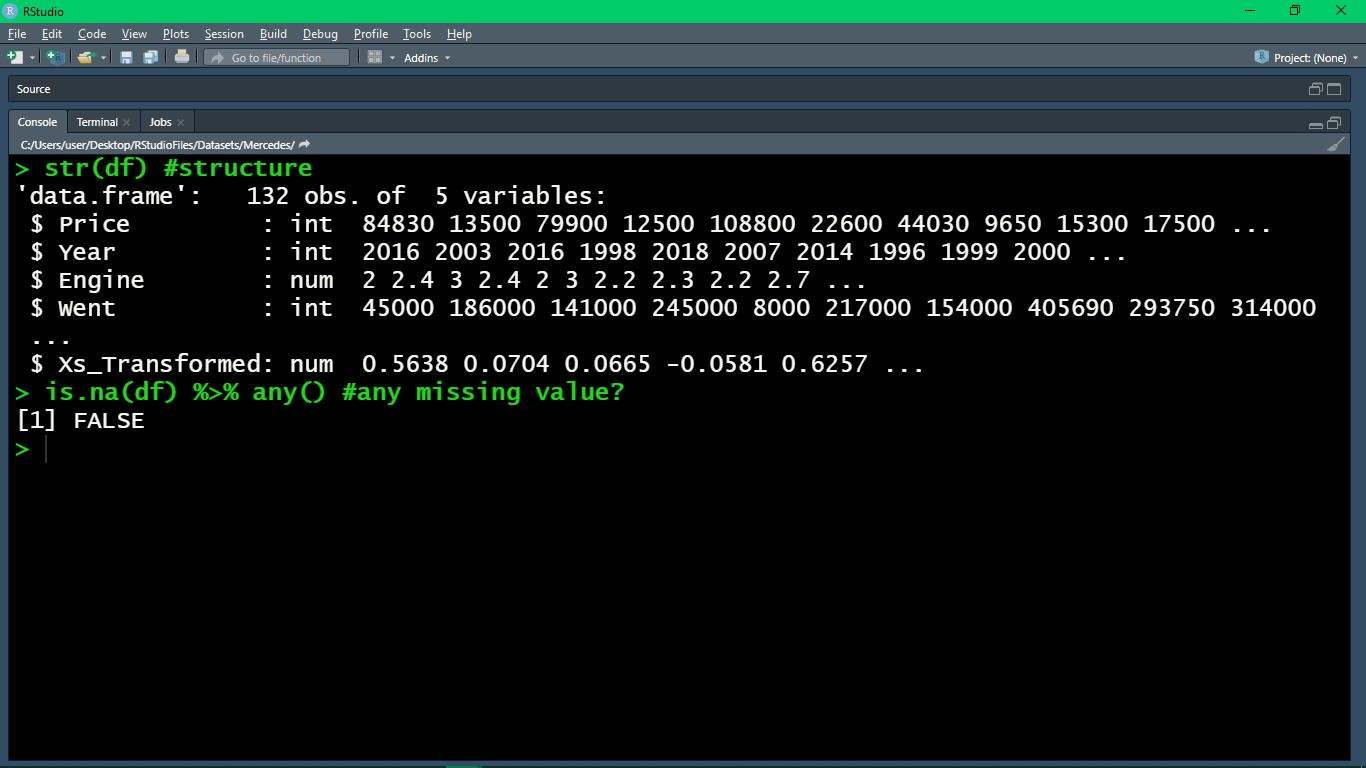 RStudio
File Edit Code View Plots Session Build Debug Profile Tools Help
Go to file/function Addins Project: (None)
Source
Console Terminal Jobs
C:/Users/user/Desktop/RStudioFiles/Datasets/Mercedes/
> str(df) #structure
'data.frame':   132 obs. of  5 variables:
 $ Price         : int  84830 13500 79900 12500 108800 22600 44030 9650 15300 17500 ...
 $ Year          : int  2016 2003 2016 1998 2018 2007 2014 1996 1999 2000 ...
 $ Engine        : num  2 2.4 3 2.4 2 3 2.2 2.3 2.2 2.7 ...
 $ Went          : int  45000 186000 141000 245000 8000 217000 154000 405690 293750 314000
 ...
 $ Xs_Transformed: num  0.5638 0.0704 0.0665 -0.0581 0.6257 ...
> is.na(df) %>% any() #any missing value?
[1] FALSE
>